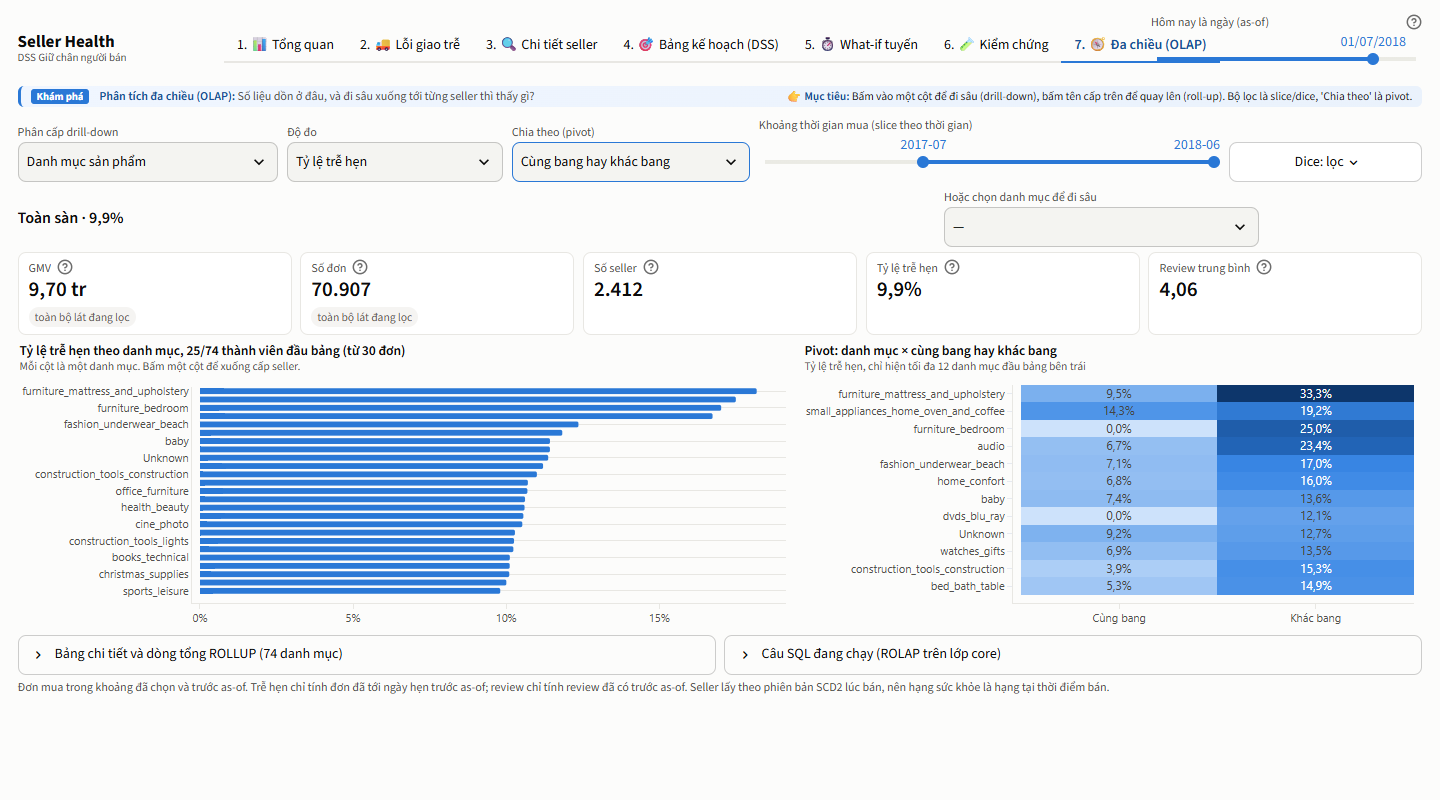 Hôm nay là ngày (as-of)
Seller Health
DSS Giữ chân người bán
1. Tổng quan
2. Lỗi giao trễ
3. Chi tiết seller
4. Bảng kế hoạch (DSS)
5. What-if tuyến
6. Kiểm chứng
7. Đa chiều (OLAP)
01/07/2018
Khám phá Phân tích đa chiều (OLAP): Số liệu dồn ở đâu, và đi sâu xuống tới từng seller thì thấy gì?
Mục tiêu: Bấm vào một cột để đi sâu (drill-down), bấm tên cấp trên để quay lên (roll-up). Bộ lọc là slice/dice, 'Chia theo' là pivot.
Phân cấp drill-down
Danh mục sản phẩm
Độ đo
Tỷ lệ trễ hẹn
Chia theo (pivot)
Cùng bang hay khác bang
Khoảng thời gian mua (slice theo thời gian)
2017-07
2018-06
Dice: lọc
Toàn sàn · 9,9%
Hoặc chọn danh mục để đi sâu
—
GMV
9,70 tr
toàn bộ lát đang lọc
Số đơn
70.907
toàn bộ lát đang lọc
Số seller
2.412
Tỷ lệ trễ hẹn
9,9%
Review trung bình
4,06
Tỷ lệ trễ hẹn theo danh mục, 25/74 thành viên đầu bảng (từ 30 đơn)
Mỗi cột là một danh mục. Bấm một cột để xuống cấp seller.
furniture_mattress_and_upholstery
furniture_bedroom
fashion_underwear_beach
baby
Unknown
construction_tools_construction
office_furniture
health_beauty
cine_photo
construction_tools_lights
books_technical
christmas_supplies
sports_leisure
0% 5% 10% 15%
Pivot: danh mục × cùng bang hay khác bang
Tỷ lệ trễ hẹn, chỉ hiện tối đa 12 danh mục đầu bảng bên trái
furniture_mattress_and_upholstery 9,5% 33,3%
small_appliances_home_oven_and_coffee 14,3% 19,2%
furniture_bedroom 0,0% 25,0%
audio 6,7% 23,4%
fashion_underwear_beach 7,1% 17,0%
home_confort 6,8% 16,0%
baby 7,4% 13,6%
dvds_blu_ray 0,0% 12,1%
Unknown 9,2% 12,7%
watches_gifts 6,9% 13,5%
construction_tools_construction 3,9% 15,3%
bed_bath_table 5,3% 14,9%
Cùng bang Khác bang
Bảng chi tiết và dòng tổng ROLLUP (74 danh mục)
Câu SQL đang chạy (ROLAP trên lớp core)
Đơn mua trong khoảng đã chọn và trước as-of. Trễ hẹn chỉ tính đơn đã tới ngày hẹn trước as-of; review chỉ tính review đã có trước as-of. Seller lấy theo phiên bản SCD2 lúc bán, nên hạng sức khỏe là hạng tại thời điểm bán.